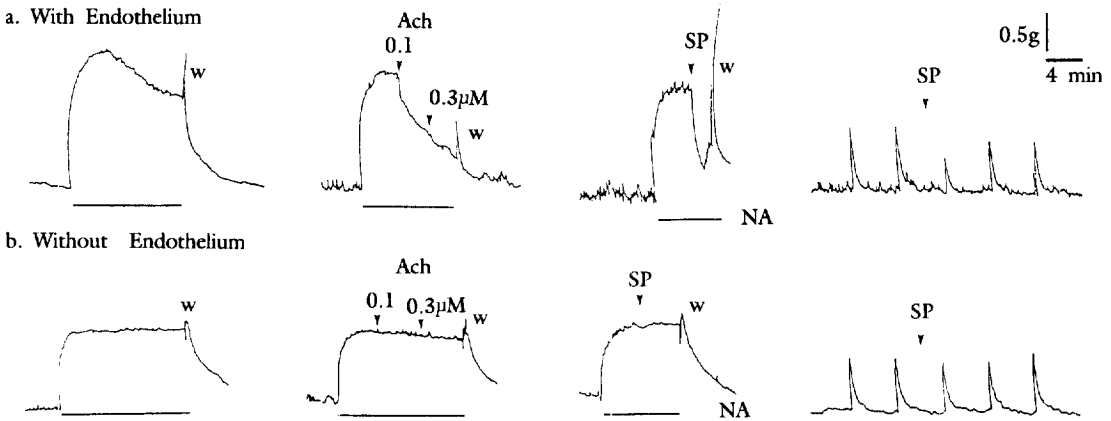 a. With Endothelium
Ach
0.1
0.3μM
w
w
SP
w
NA
SP
0.5g
4 min
b. Without Endothelium
w
Ach
0.1 0.3μM
w
SP
w
NA
SP